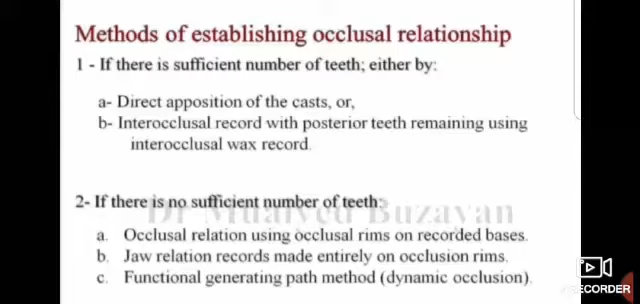 Methods of establishing occlusal relationship
1 - If there is sufficient number of teeth; either by:
a- Direct apposition of the casts, or,
b- Interocclusal record with posterior teeth remaining using
interocclusal wax record.
2- If there is no sufficient number of teeth:
Dr Muaiyed Buzayan
a. Occlusal relation using occlusal rims on recorded bases.
b. Jaw relation records made entirely on occlusion rims.
c. Functional generating path method (dynamic occlusion).
RECORDER